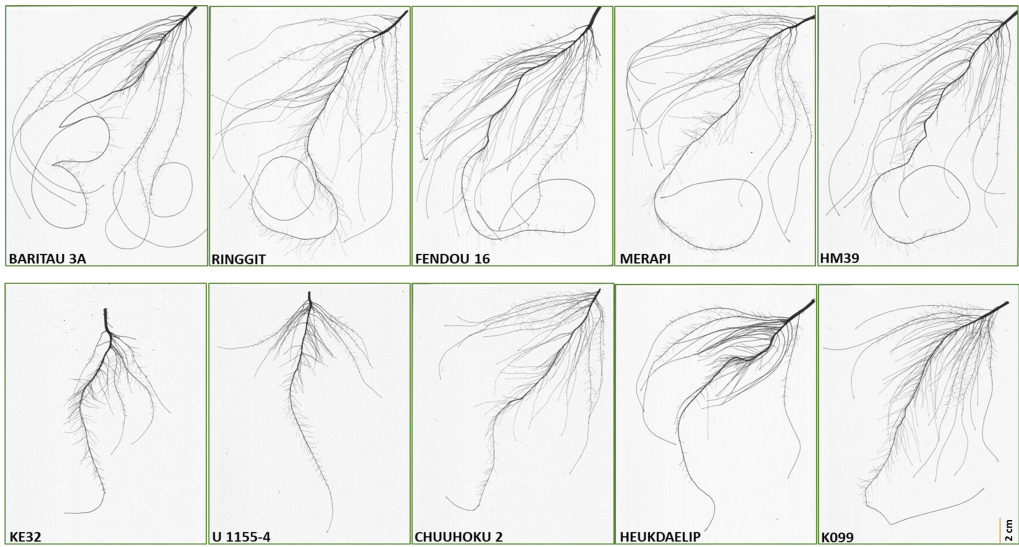 BARITAU 3A
RINGGIT
FENDOU 16
MERAPI
HM39
KE32
U 1155-4
CHUUHOKU 2
HEUKDAELIP
K099
2 cm